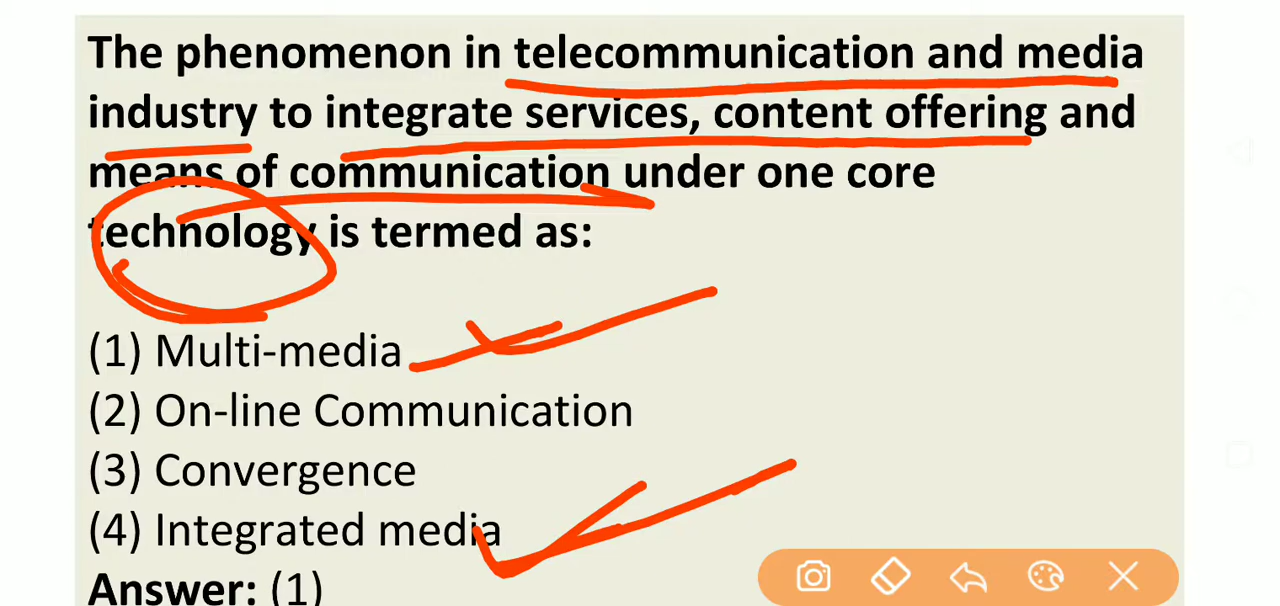 The phenomenon in telecommunication and media
industry to integrate services, content offering and
means of communication under one core
technology is termed as:
(1) Multi-media
(2) On-line Communication
(3) Convergence
(4) Integrated media
Answer: (1)